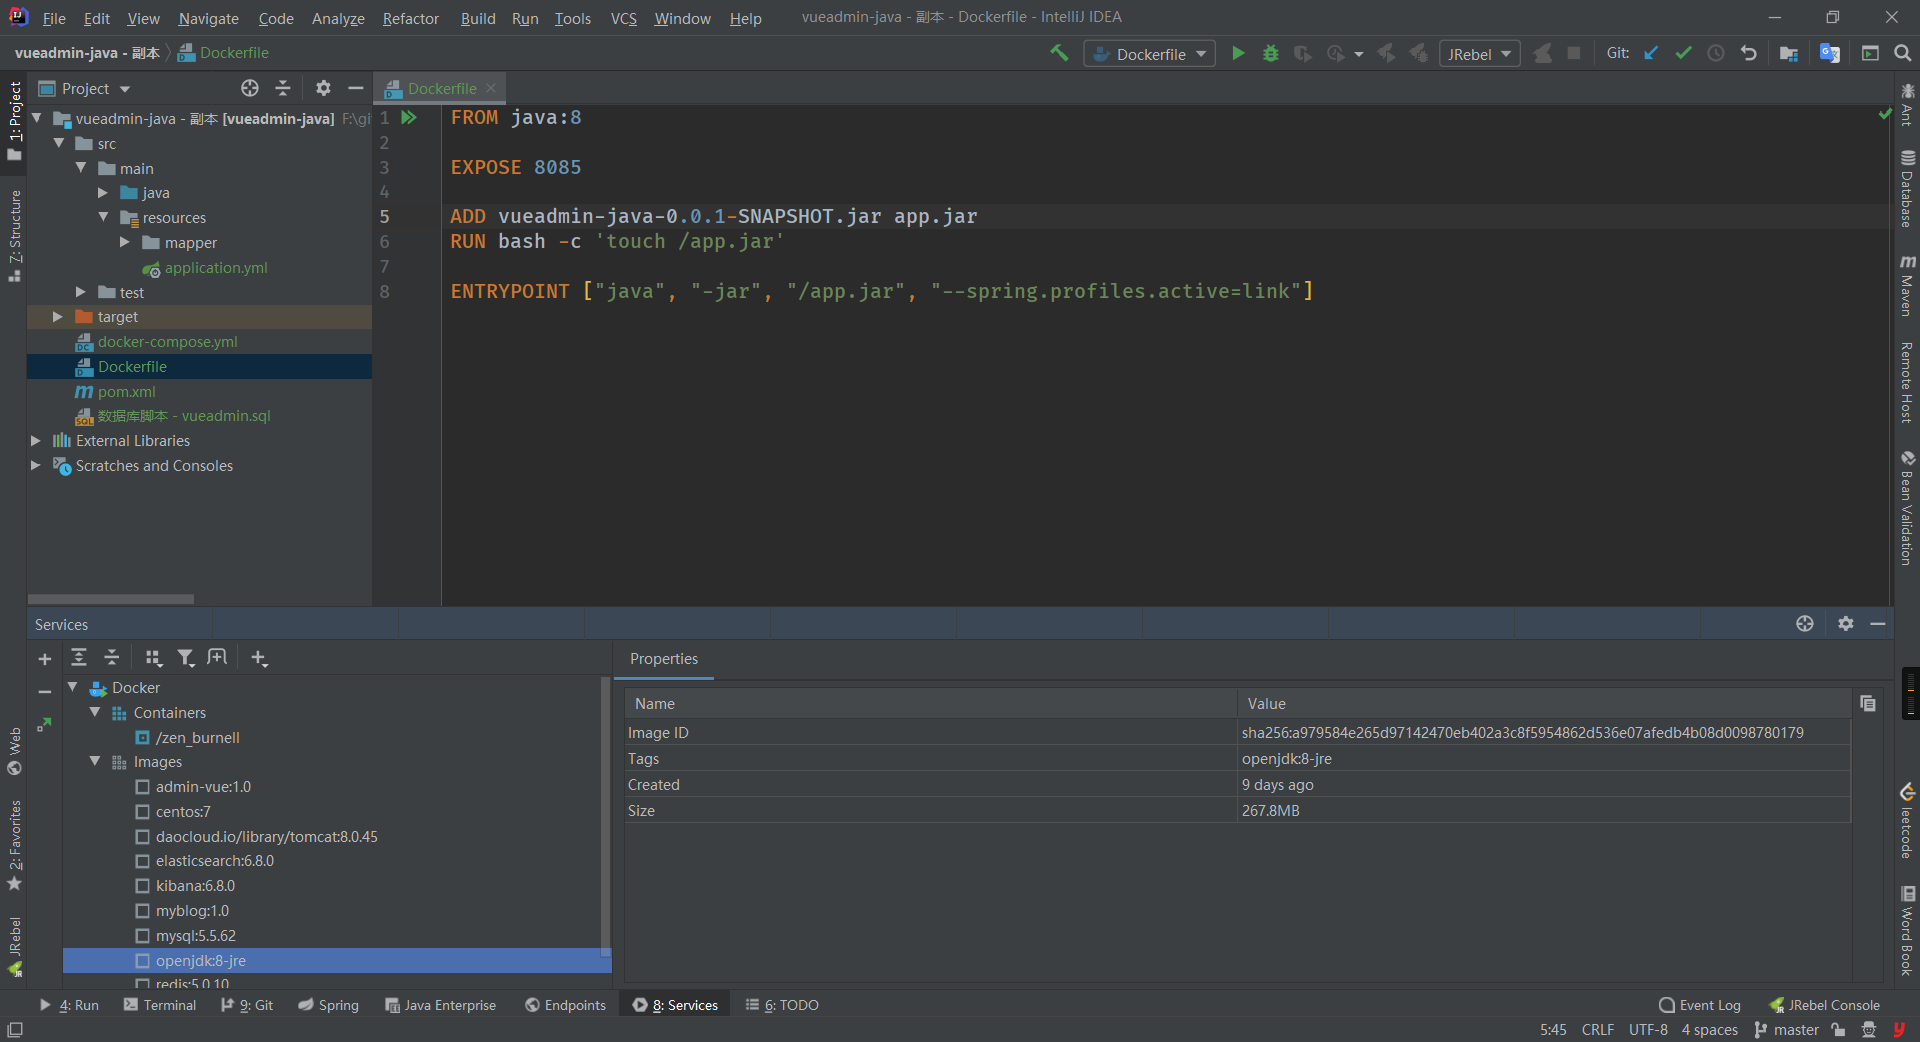 File Edit View Navigate Code Analyze Refactor Build Run Tools VCS Window Help vueadmin-java - 副本 - Dockerfile - IntelliJ IDEA
vueadmin-java - 副本 Dockerfile Dockerfile JRebel Git:
Project Dockerfile
1: Project
7: Structure
Web
2: Favorites
JRebel
vueadmin-java - 副本 [vueadmin-java] F:\gi
src
main
java
resources
mapper
application.yml
test
target
docker-compose.yml
Dockerfile
pom.xml
数据库脚本 - vueadmin.sql
External Libraries
Scratches and Consoles
1 FROM java:8
2
3 EXPOSE 8085
4
5 ADD vueadmin-java-0.0.1-SNAPSHOT.jar app.jar
6 RUN bash -c 'touch /app.jar'
7
8 ENTRYPOINT ["java", "-jar", "/app.jar", "--spring.profiles.active=link"]
Ant
Database
Maven
Remote Host
Bean Validation
leetcode
Word Book
Services
Docker
Containers
/zen_burnell
Images
admin-vue:1.0
centos:7
daocloud.io/library/tomcat:8.0.45
elasticsearch:6.8.0
kibana:6.8.0
myblog:1.0
mysql:5.5.62
openjdk:8-jre
redis:5.0.10
Properties
Name Value
Image ID sha256:a979584e265d97142470eb402a3c8f5954862d536e07afedb4b08d0098780179
Tags openjdk:8-jre
Created 9 days ago
Size 267.8MB
4: Run Terminal 9: Git Spring Java Enterprise Endpoints 8: Services 6: TODO Event Log JRebel Console
5:45 CRLF UTF-8 4 spaces master